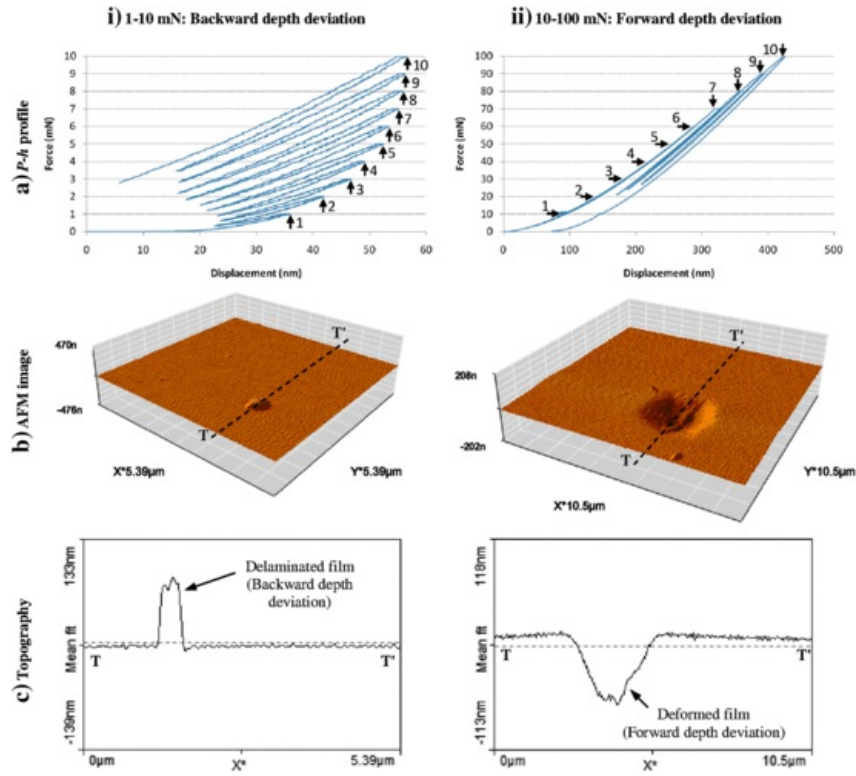 i) 1-10 mN: Backward depth deviation
ii) 10-100 mN: Forward depth deviation
a) P-h profile
Force (mN)
10
9
8
7
6
5
4
3
2
1
0
0
10
20
30
40
50
60
Displacement (nm)
1
2
3
4
5
6
7
8
9
10
Force (mN)
100
90
80
70
60
50
40
30
20
10
0
0
100
200
300
400
500
Displacement (nm)
1
2
3
4
5
6
7
8
9
10
b) AFM image
470n
-476n
T
T'
X*5.39µm
Y*5.39µm
208n
-202n
T
T'
X*10.5µm
Y*10.5µm
c) Topography
133nm
Mean fit
-139nm
Delaminated film
(Backward depth
deviation)
T
T'
0µm
X*
5.39µm
118nm
Mean fit
-113nm
T
T'
Deformed film
(Forward depth deviation)
0µm
X*
10.5µm